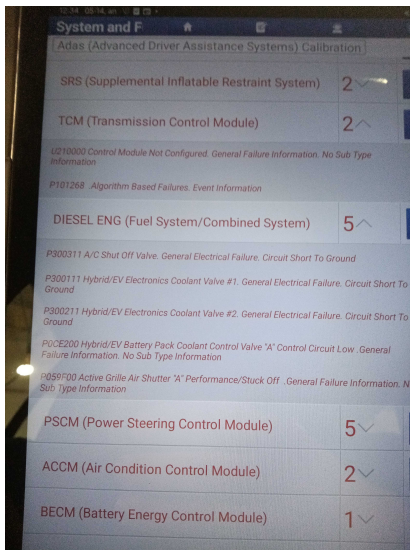 System and F
Adas (Advanced Driver Assistance Systems) Calibration
SRS (Supplemental Inflatable Restraint System) 2
TCM (Transmission Control Module) 2
U210000 Control Module Not Configured. General Failure Information. No Sub Type
Information
P101268 .Algorithm Based Failures. Event Information
DIESEL ENG (Fuel System/Combined System) 5
P300311 A/C Shut Off Valve. General Electrical Failure. Circuit Short To Ground
P300111 Hybrid/EV Electronics Coolant Valve #1. General Electrical Failure. Circuit Short To
Ground
P300211 Hybrid/EV Electronics Coolant Valve #2. General Electrical Failure. Circuit Short To
Ground
P0CE200 Hybrid/EV Battery Pack Coolant Control Valve "A" Control Circuit Low .General
Failure Information. No Sub Type Information
P059F00 Active Grille Air Shutter "A" Performance/Stuck Off .General Failure Information. N
Sub Type Information
PSCM (Power Steering Control Module) 5
ACCM (Air Condition Control Module) 2
BECM (Battery Energy Control Module) 1